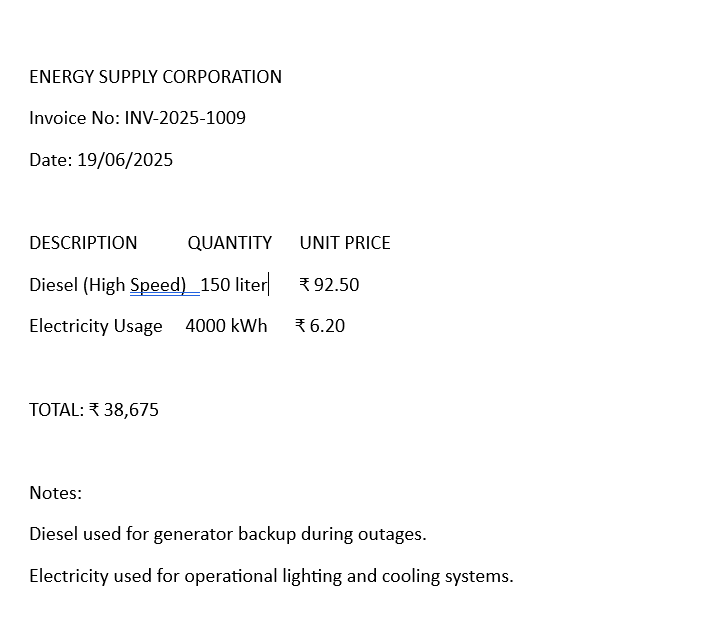 ENERGY SUPPLY CORPORATION
Invoice No: INV-2025-1009
Date: 19/06/2025
DESCRIPTION QUANTITY UNIT PRICE
Diesel (High Speed) 150 liter ₹ 92.50
Electricity Usage 4000 kWh ₹ 6.20
TOTAL: ₹ 38,675
Notes:
Diesel used for generator backup during outages.
Electricity used for operational lighting and cooling systems.